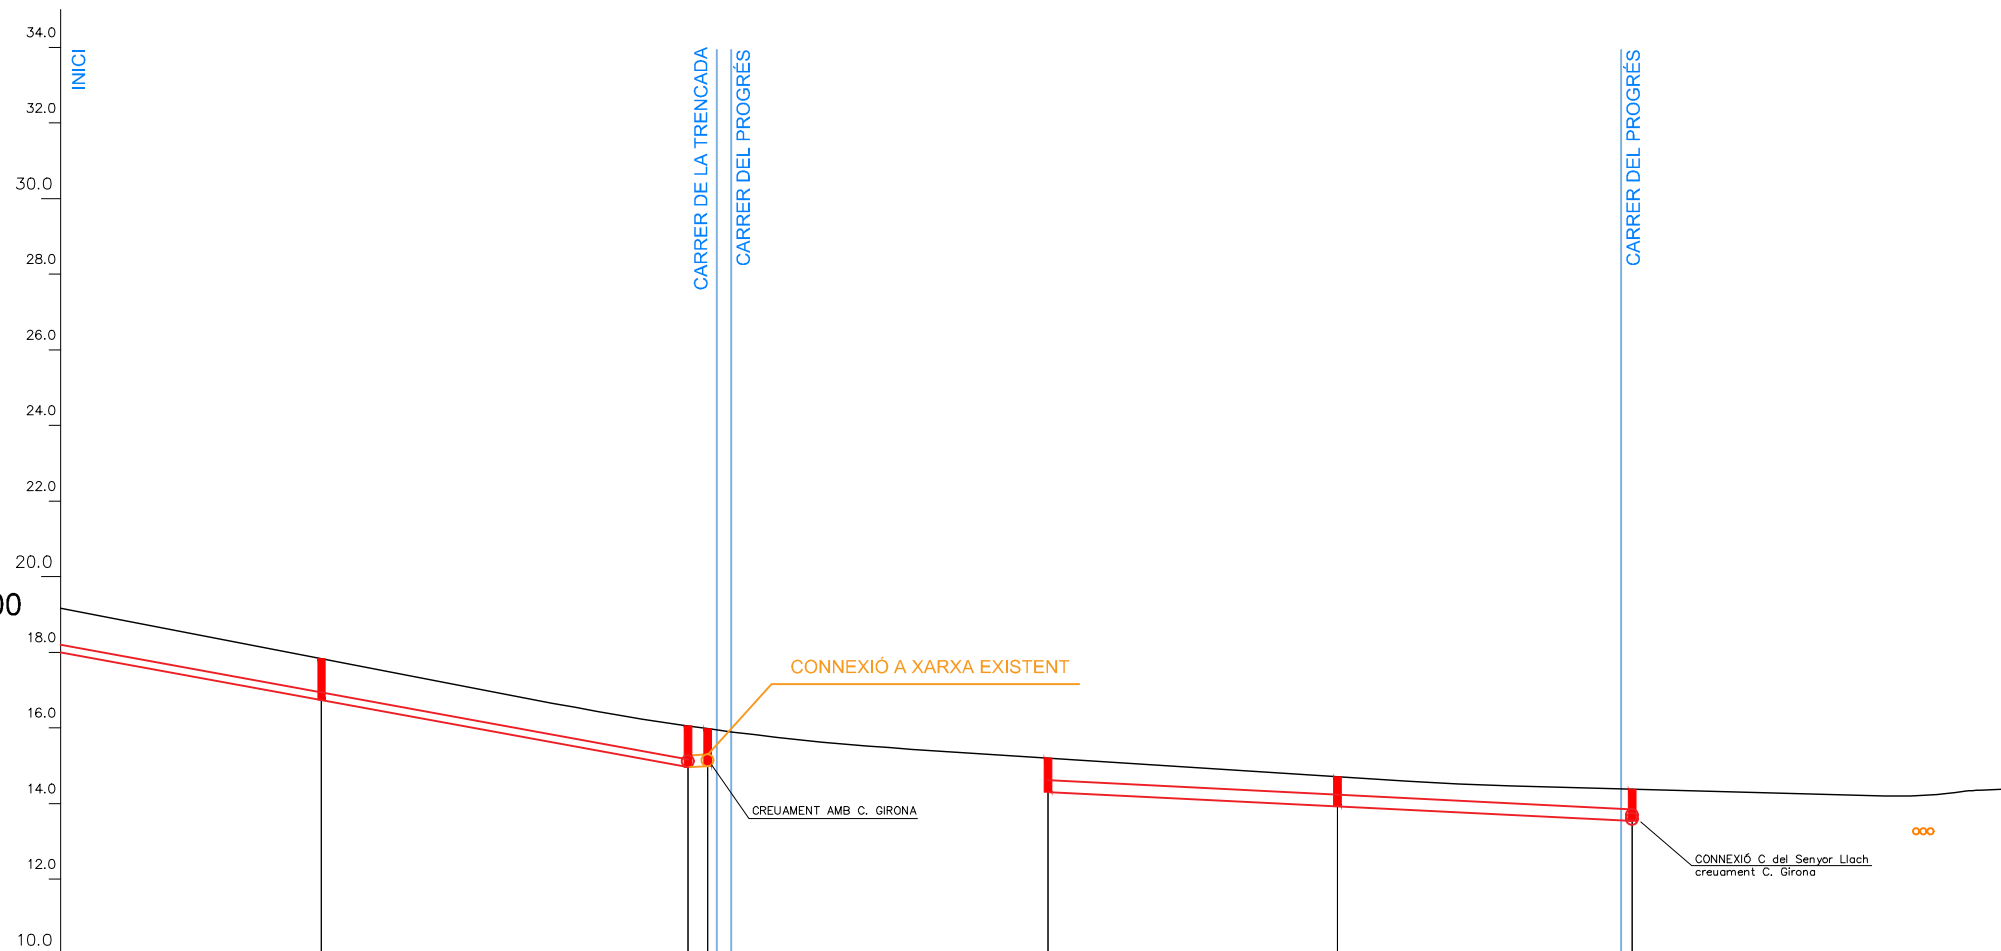 34.0
INICI
CARRER DE LA TRENCADA
CARRER DEL PROGRÉS
CARRER DEL PROGRÉS
32.0
30.0
28.0
26.0
24.0
22.0
20.0
00
18.0
CONNEXIÓ A XARXA EXISTENT
16.0
14.0
CREUAMENT AMB C. GIRONA
12.0
CONNEXIÓ C del Senyor Llach
creuament C. Girona
10.0